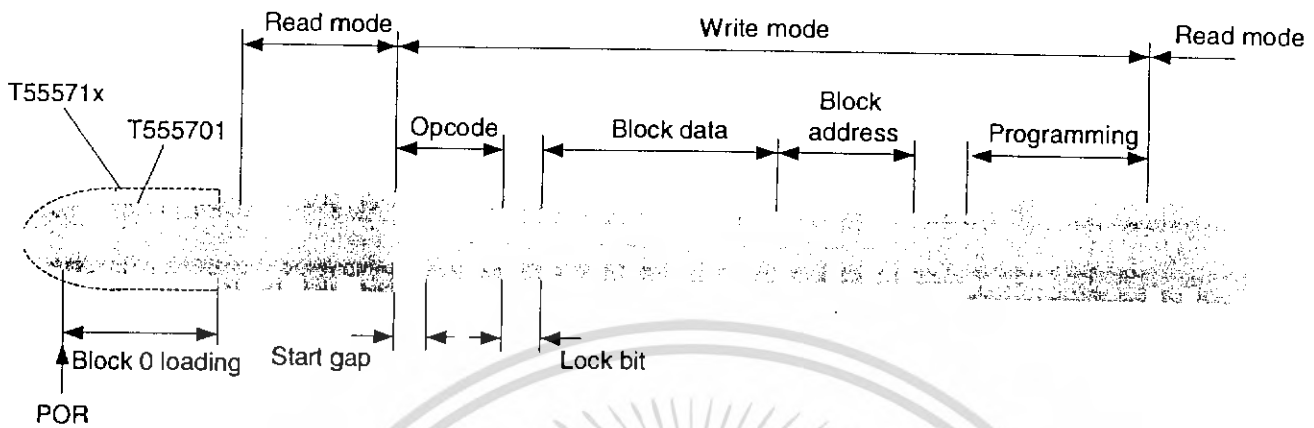 Read mode
Write mode
Read mode
T55571x
T555701
Opcode
Block data
Block
address
Programming
Block 0 loading
Start gap
Lock bit
POR